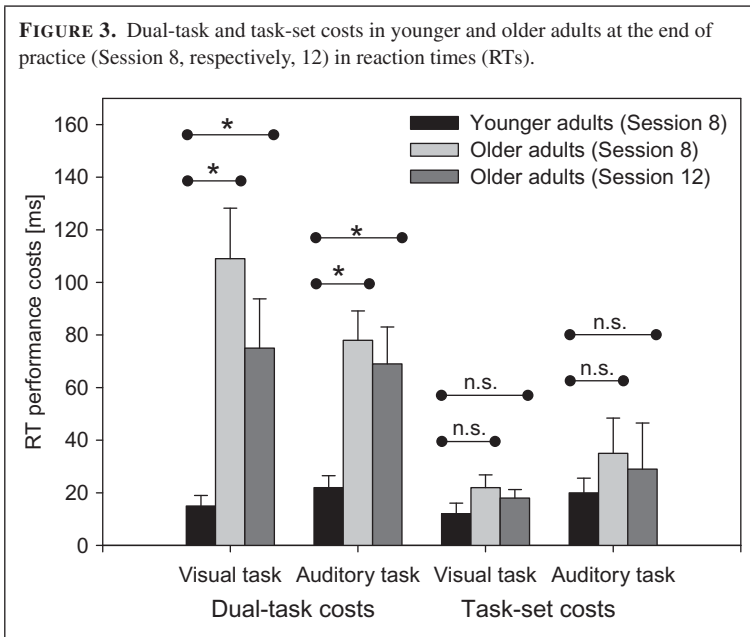 FIGURE 3. Dual-task and task-set costs in younger and older adults at the end of
practice (Session 8, respectively, 12) in reaction times (RTs).
160
140
120
100
80
60
40
20
0
RT performance costs [ms]
Younger adults (Session 8)
Older adults (Session 8)
Older adults (Session 12)
*
*
*
*
n.s.
n.s.
n.s.
n.s.
Visual task Auditory task Visual task Auditory task
Dual-task costs Task-set costs